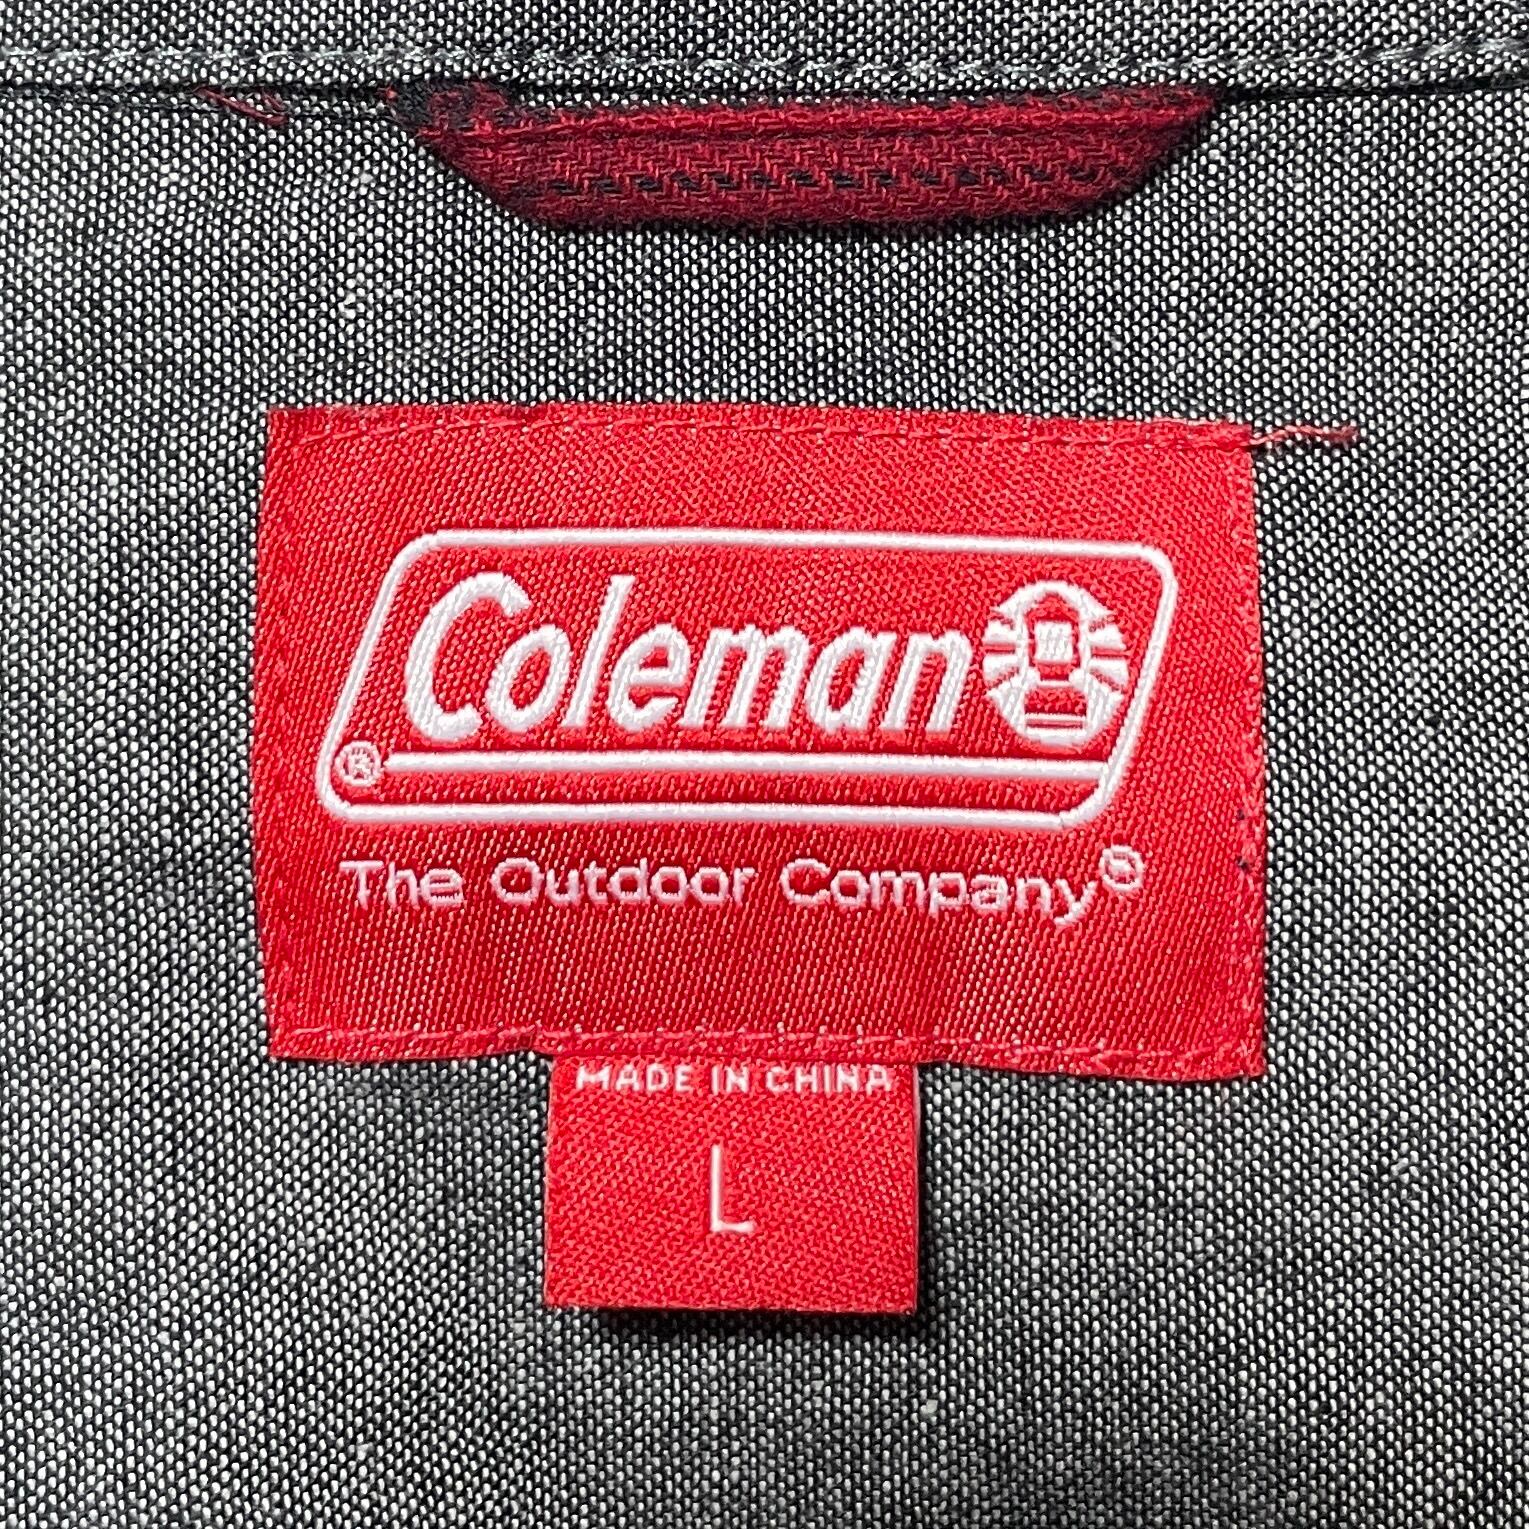 Coleman
®
The Outdoor Company®
MADE IN CHINA
L